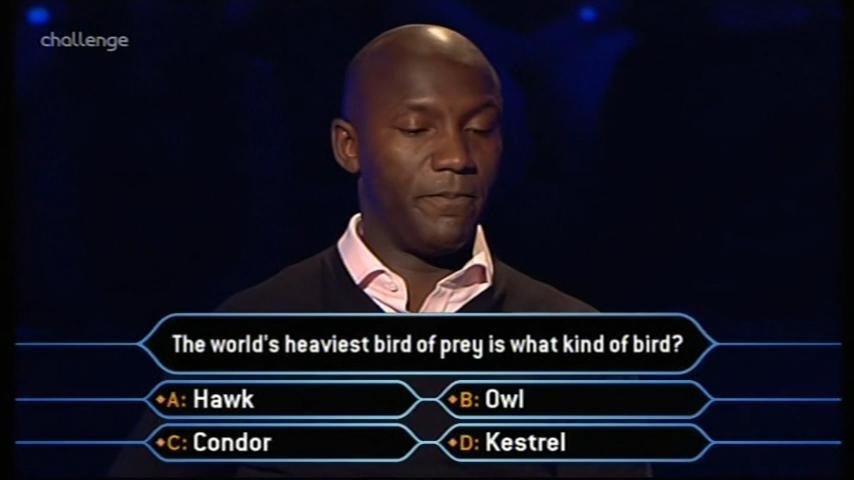 challenge
The world's heaviest bird of prey is what kind of bird?
A: Hawk
B: Owl
C: Condor
D: Kestrel